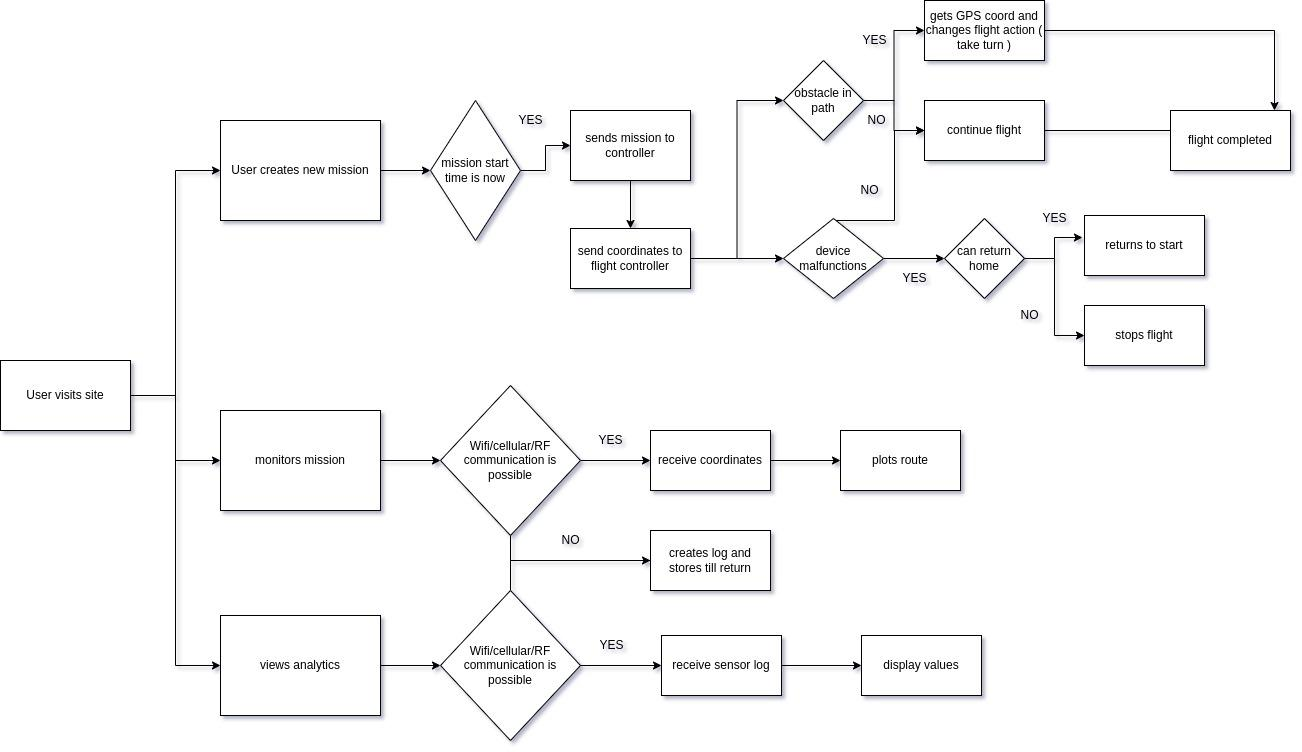 gets GPS coord and
changes flight action (
take turn )
YES
obstacle in
path
NO
continue flight
flight completed
User creates new mission
mission start
time is now
YES
sends mission to
controller
send coordinates to
flight controller
NO
device
malfunctions
YES
can return
home
YES
returns to start
NO
stops flight
User visits site
monitors mission
Wifi/cellular/RF
communication is
possible
YES
receive coordinates
plots route
NO
creates log and
stores till return
views analytics
Wifi/cellular/RF
communication is
possible
YES
receive sensor log
display values